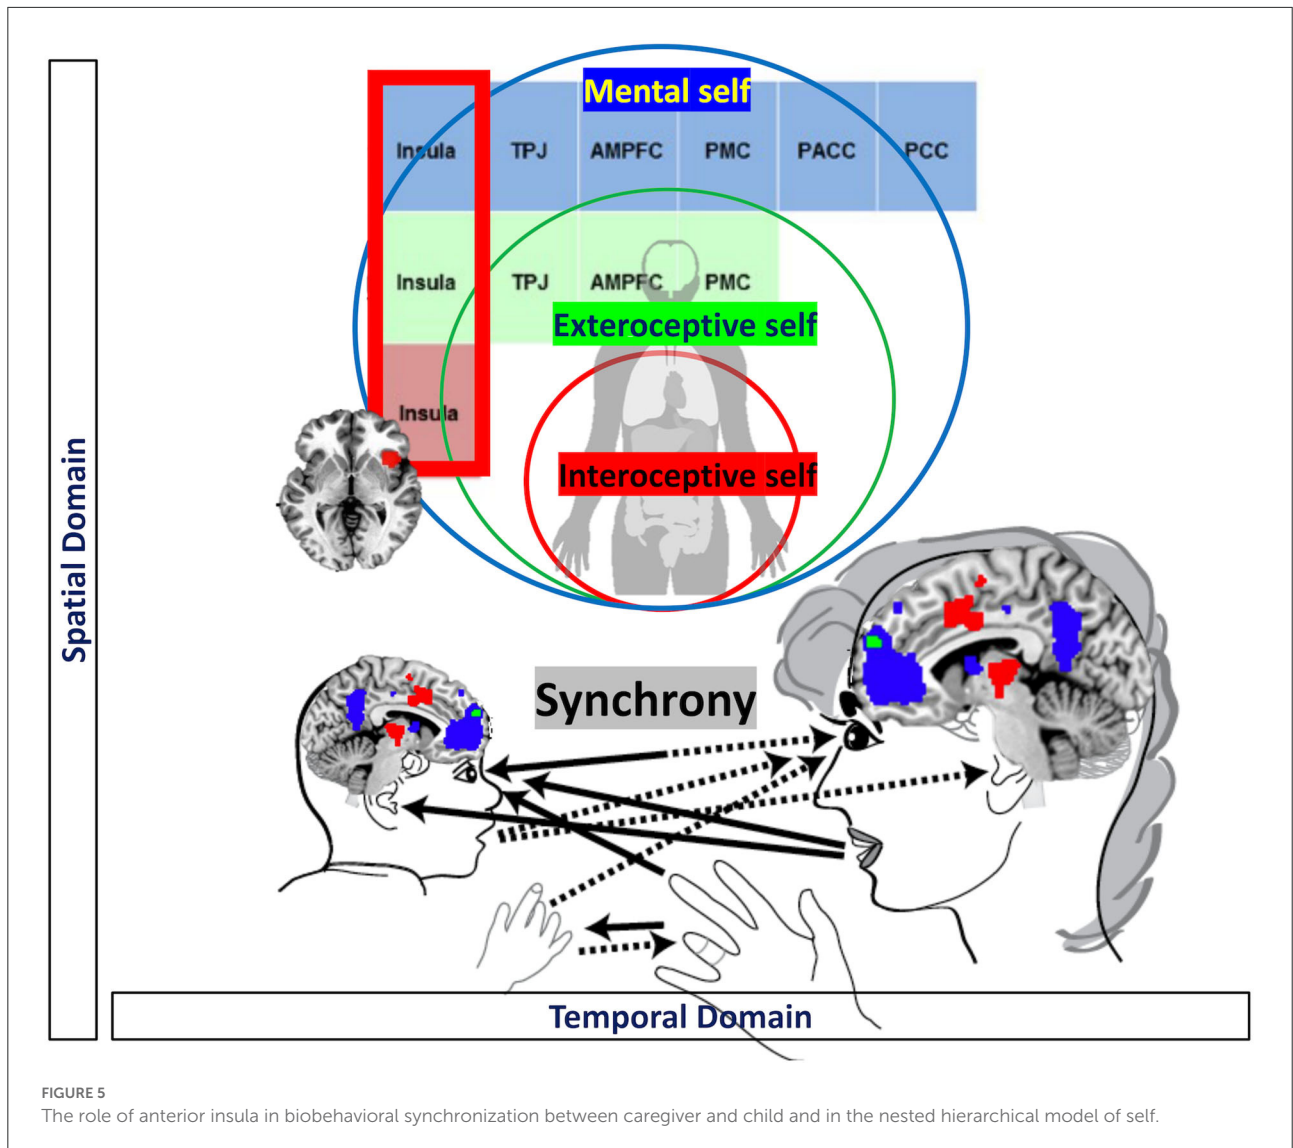 Mental self
Insula TPJ AMPFC PMC PACC PCC
Insula TPJ AMPFC PMC
Exteroceptive self
Insula
Interoceptive self
Spatial Domain
Synchrony
Temporal Domain
FIGURE 5
The role of anterior insula in biobehavioral synchronization between caregiver and child and in the nested hierarchical model of self.